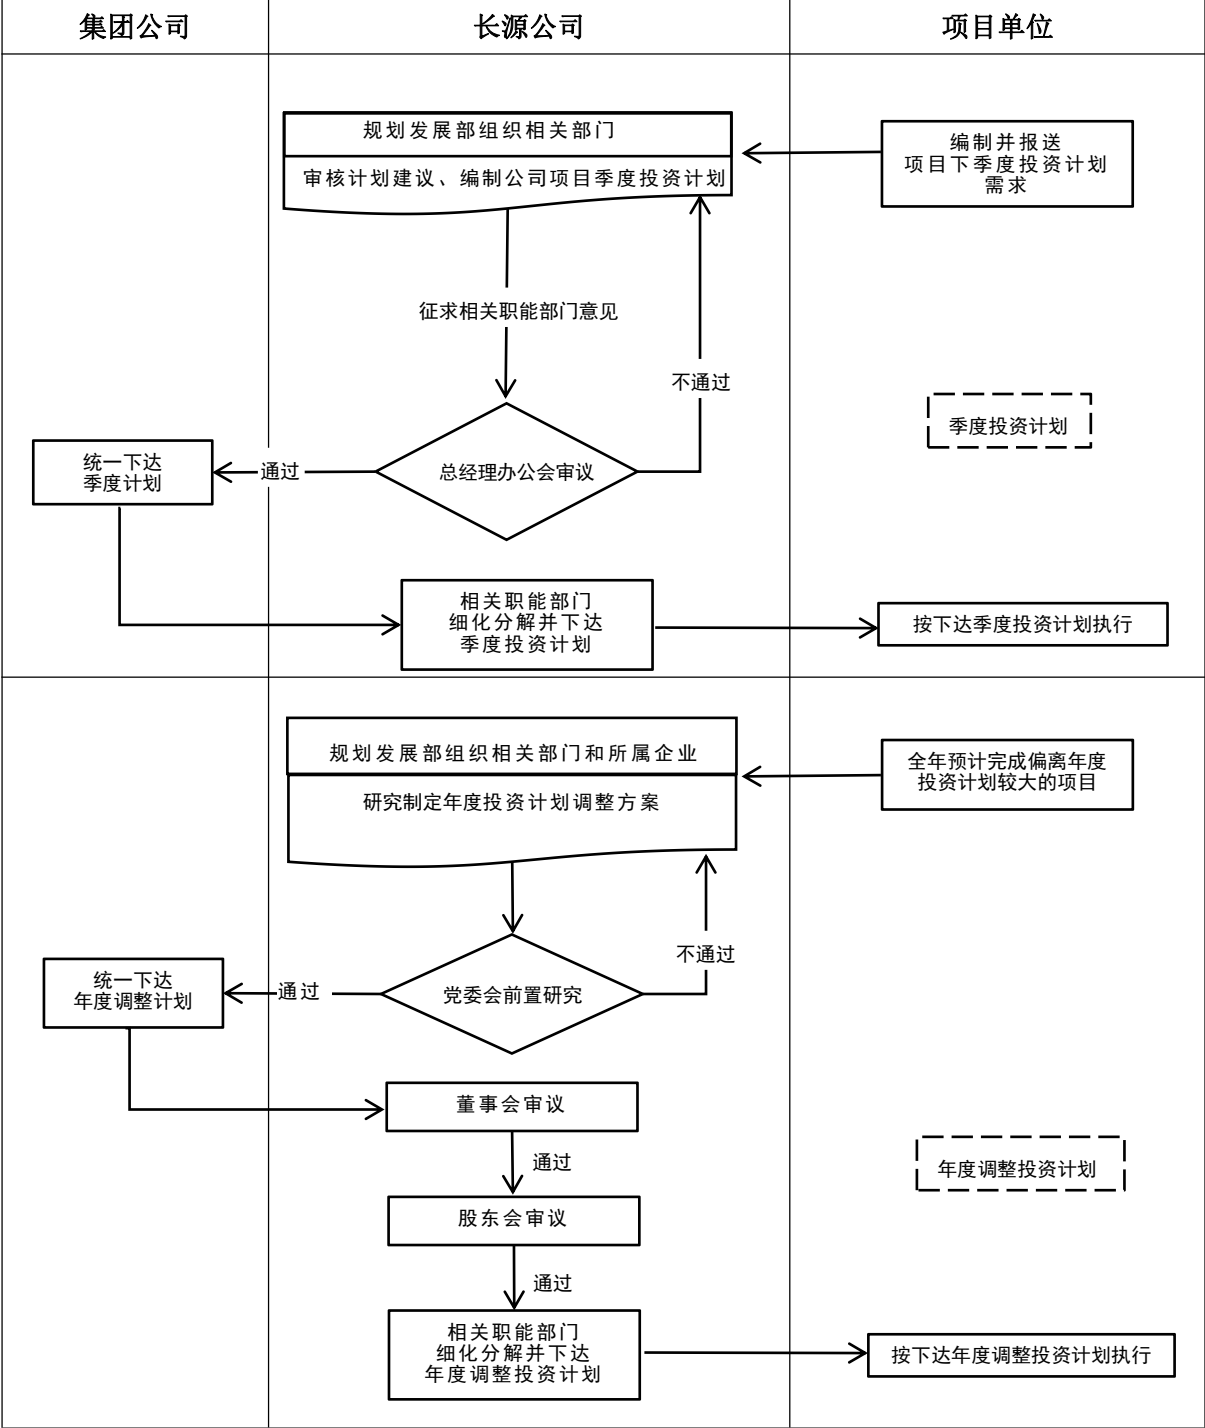 集团公司
长源公司
项目单位
规划发展部组织相关部门
审核计划建议、编制公司项目季度投资计划
编制并报送
项目下季度投资计划
需求
征求相关职能部门意见
不通过
季度投资计划
统一下达
季度计划
通过
总经理办公会审议
相关职能部门
细化分解并下达
季度投资计划
按下达季度投资计划执行
规划发展部组织相关部门和所属企业
研究制定年度投资计划调整方案
全年预计完成偏离年度
投资计划较大的项目
不通过
统一下达
年度调整计划
通过
党委会前置研究
董事会审议
通过
年度调整投资计划
股东会审议
通过
相关职能部门
细化分解并下达
年度调整投资计划
按下达年度调整投资计划执行